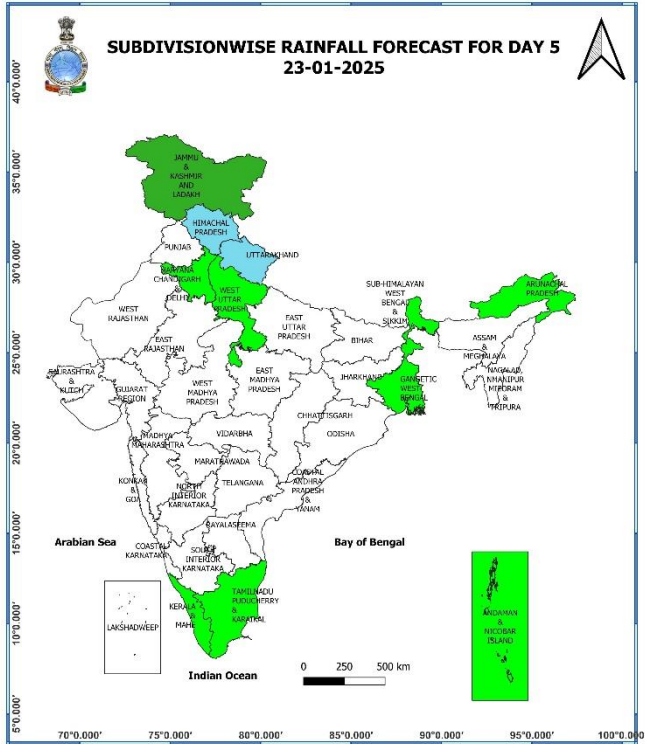 SUBDIVISIONWISE RAINFALL FORECAST FOR DAY 5
23-01-2025
40°0.000'
35°0.000'
30°0.000'
25°0.000'
20°0.000'
15°0.000'
10°0.000'
5°0.000'
JAMMU
&
KASHMIR
AND
LADAKH
HIMACHAL
PRADESH
PUNJAB
UTTARAKHAND
HARYANA
CHANDIGARH
&
DELHI
WEST
UTTAR
PRADESH
SUB-HIMALAYAN
WEST
BENGAL
&
SIKKIM
ARUNACHAL
PRADESH
WEST
RAJASTHAN
EAST
RAJASTHAN
EAST
UTTAR
PRADESH
BIHAR
ASSAM
&
MEGHALAYA
SAURASHTRA
&
KUTCH
GUJARAT
REGION
WEST
MADHYA
PRADESH
EAST
MADHYA
PRADESH
JHARKHAND
GANGETIC
WEST
BENGAL
&
TRIPURA
CHHATTISGARH
ODISHA
MADHYA
MAHARASHTRA
VIDARBHA
MARATWADA
TELANGANA
KONKAN
&
GOA
NORTH
INTERIOR
KARNATAKA
COASTAL
ANDHRA
PRADESH
&
YANAM
RAYALASEEMA
Arabian Sea
Bay of Bengal
COASTAL
KARNATAKA
SOUTH
INTERIOR
KARNATAKA
LAKSHADWEEP
KERALA
&
MAHE
TAMILNADU
PUDUCHERRY
&
KARAIKAL
ANDAMAN
&
NICOBAR
ISLAND
Indian Ocean
0 250 500 km
70°0.000' 75°0.000' 80°0.000' 85°0.000' 90°0.000' 95°0.000' 100°0.000'